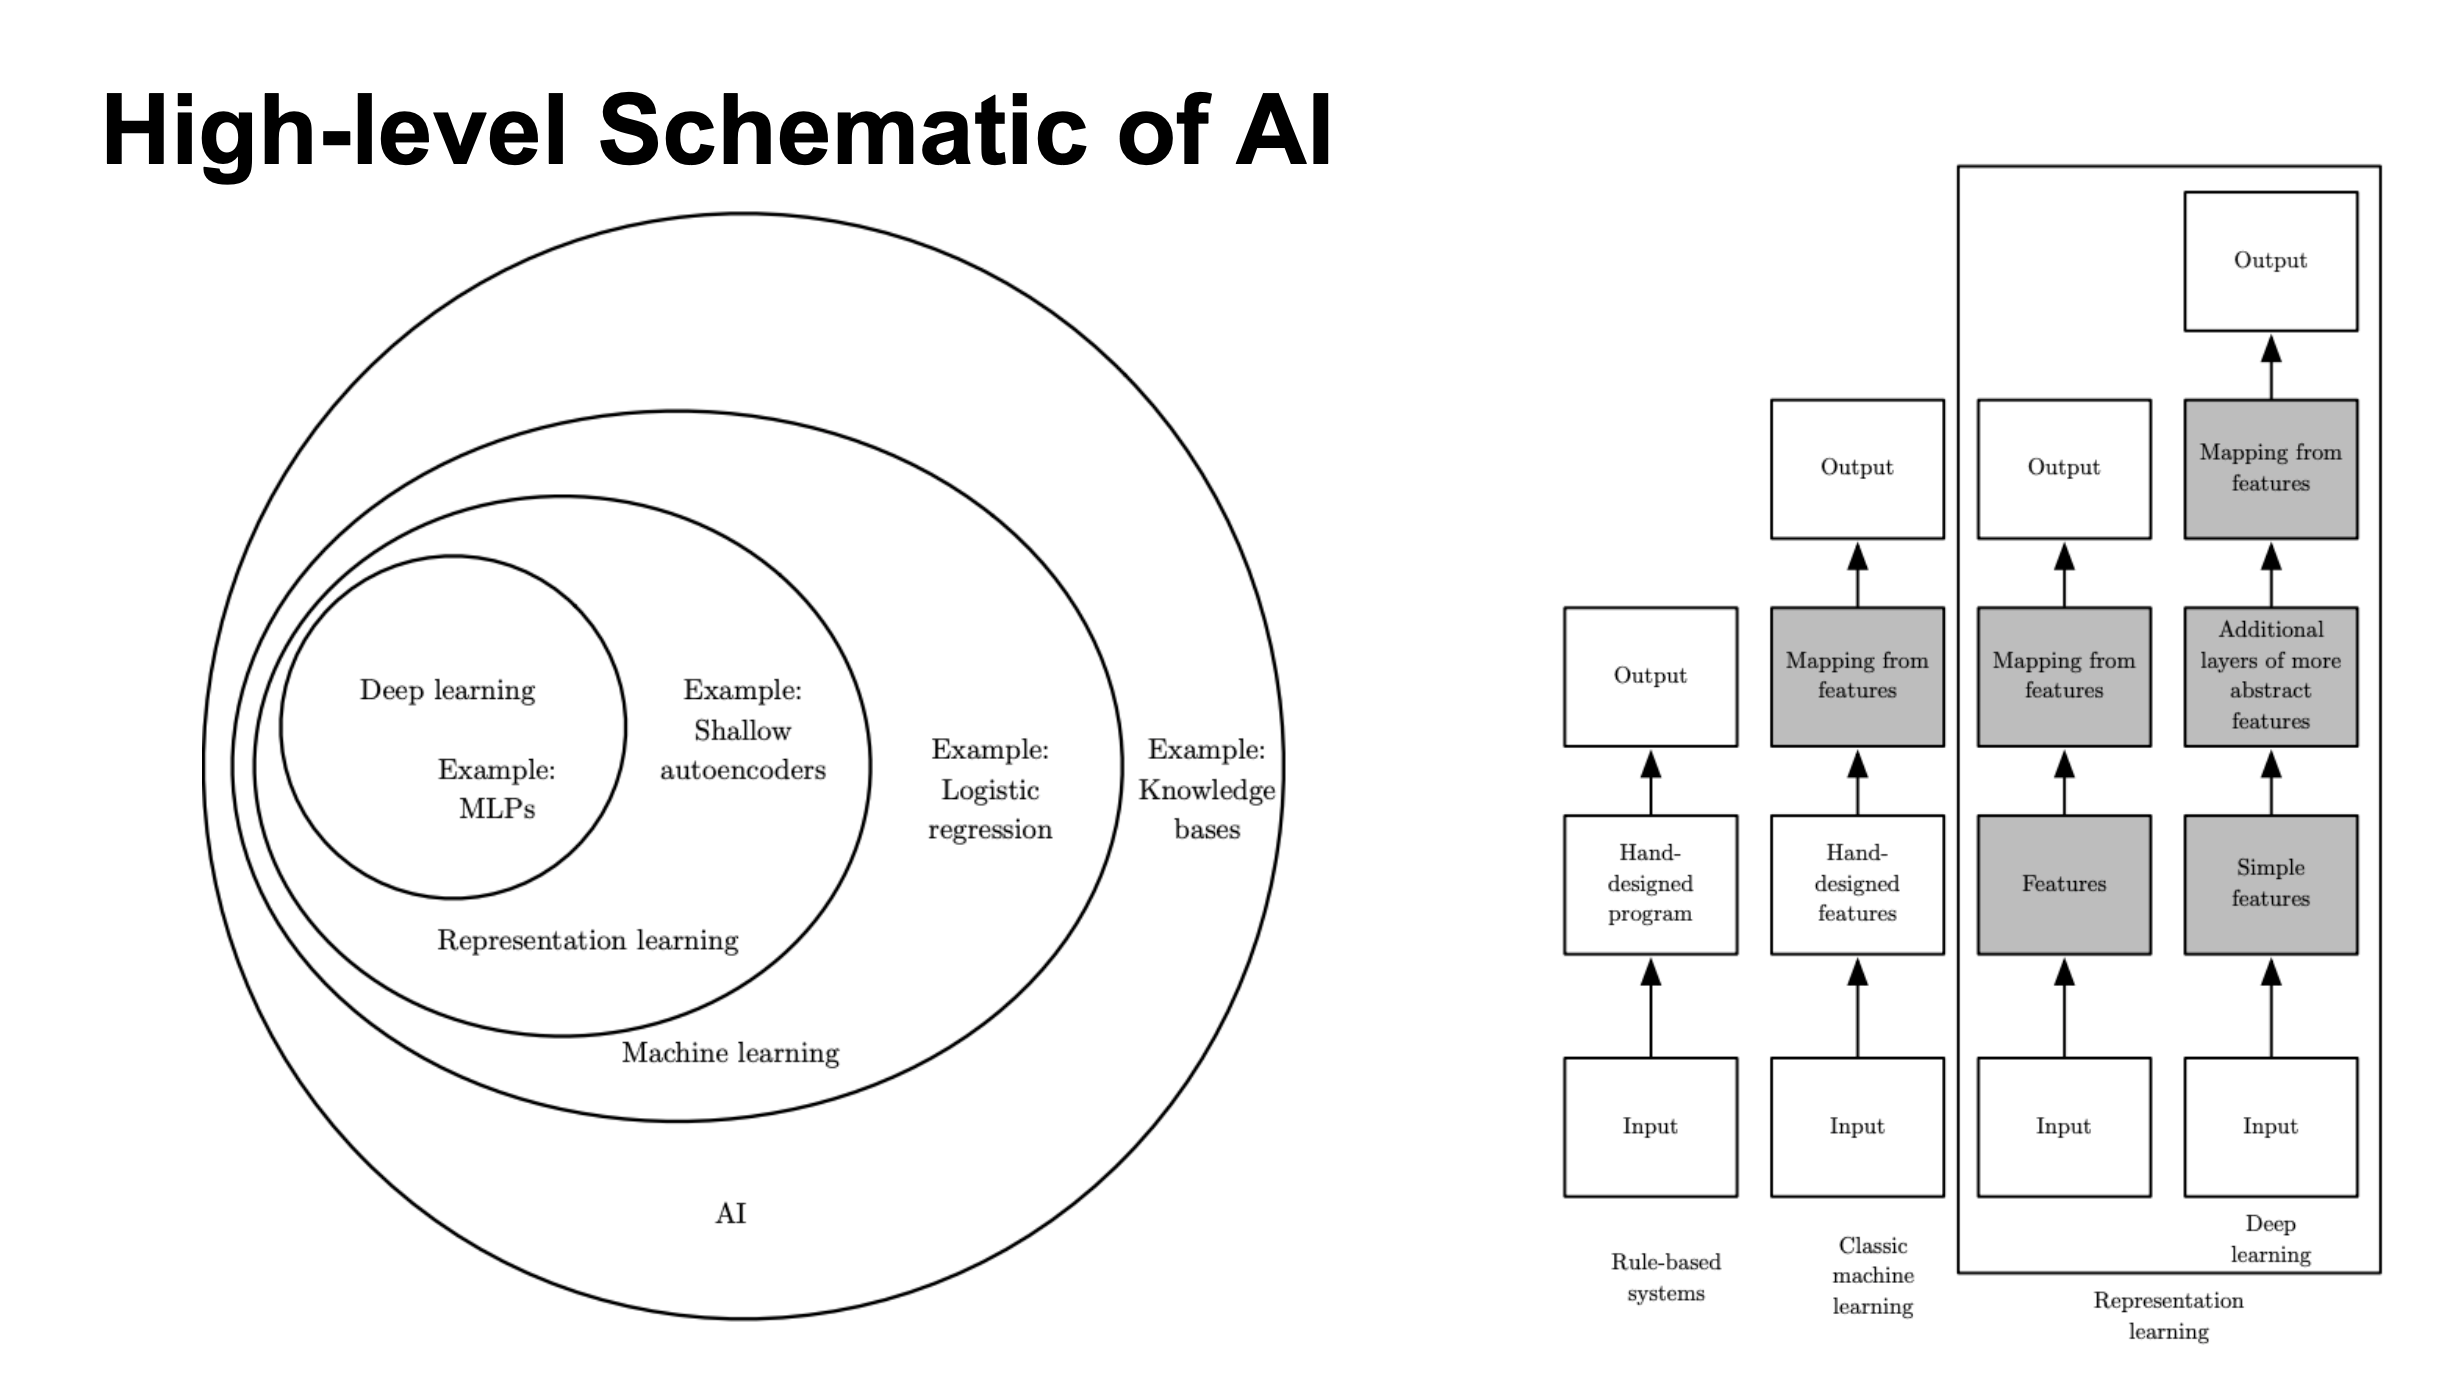 High-level Schematic of AI
Deep learning
Example:
MLPs
Example:
Shallow
autoencoders
Example:
Logistic
regression
Example:
Knowledge
bases
Representation learning
Machine learning
AI
Output
Hand-
designed
program
Input
Rule-based
systems
Output
Mapping from
features
Hand-
designed
features
Input
Classic
machine
learning
Output
Mapping from
features
Features
Input
Output
Mapping from
features
Additional
layers of more
abstract
features
Simple
features
Input
Deep
learning
Representation
learning